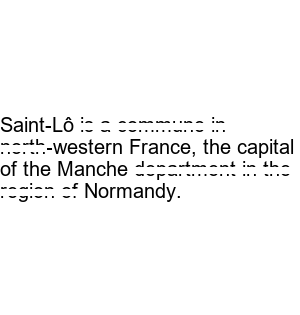 Saint-Lô is a commune in
north-western France, the capital
of the Manche department in the
region of Normandy.